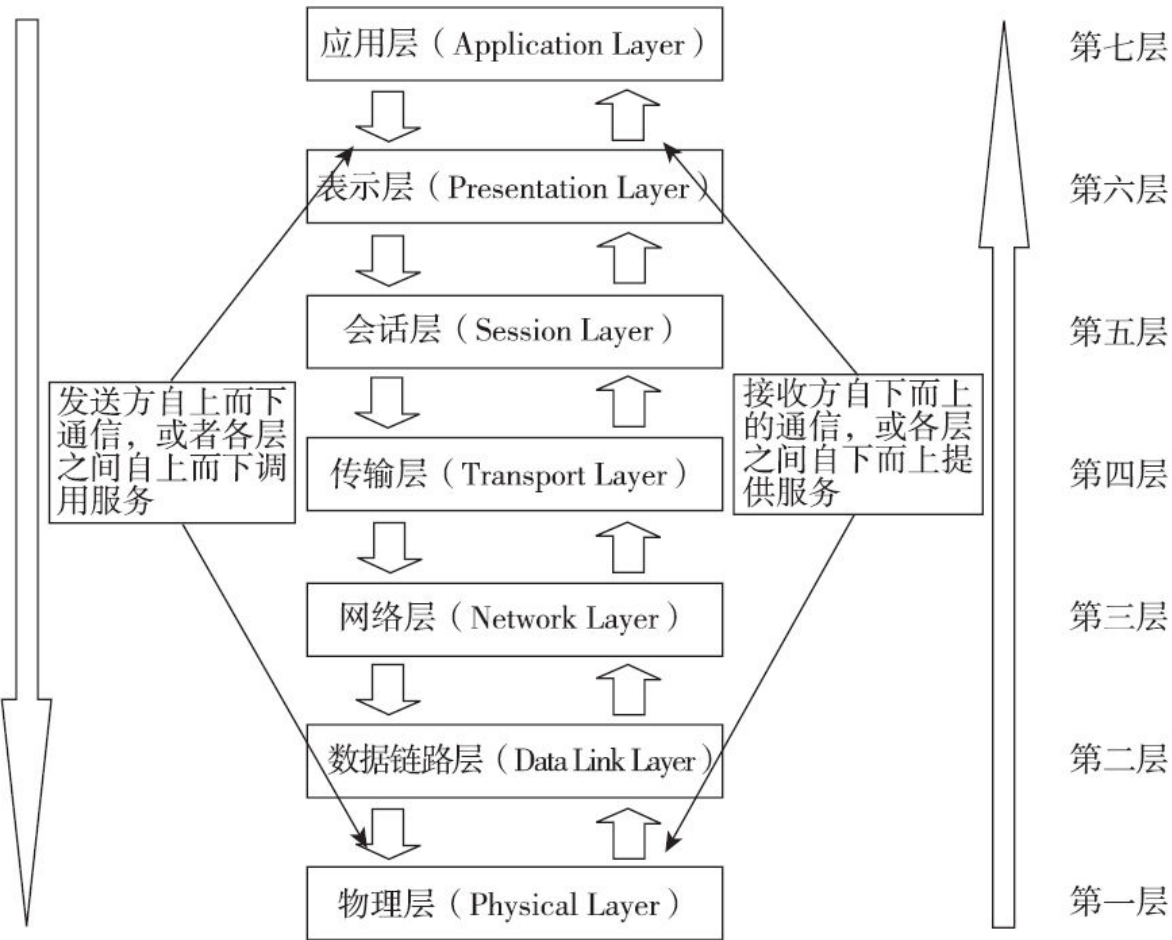 应用层（Application Layer）
第七层
表示层（Presentation Layer）
第六层
会话层（Session Layer）
第五层
发送方自上而下
通信，或者各层
之间自上而下调
用服务
接收方自下而上
的通信，或各层
之间自下而上提
供服务
传输层（Transport Layer）
第四层
网络层（Network Layer）
第三层
数据链路层（Data Link Layer）
第二层
物理层（Physical Layer）
第一层